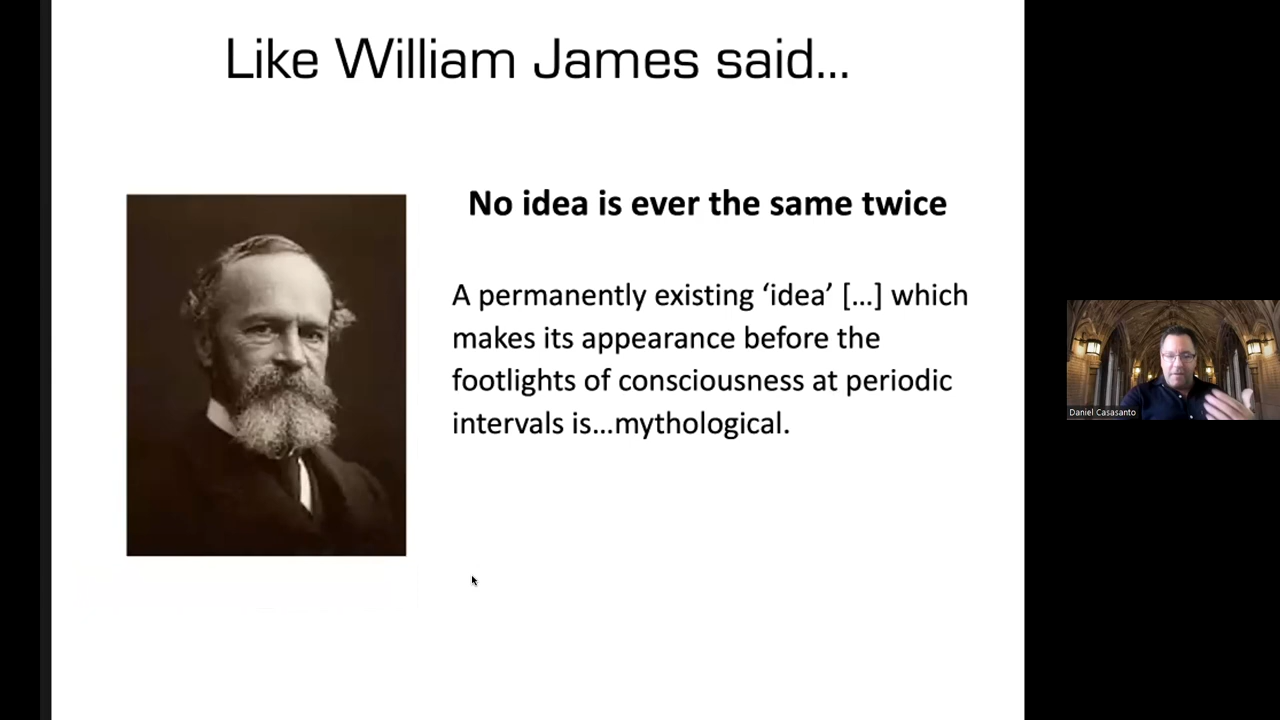 Like William James said...
No idea is ever the same twice
A permanently existing ‘idea’ [...] which
makes its appearance before the
footlights of consciousness at periodic
intervals is...mythological.
Daniel Casasanto